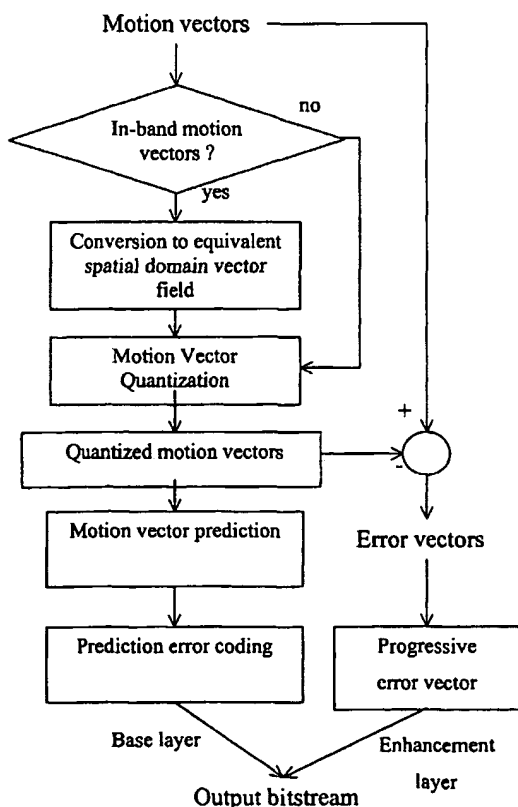 Motion vectors
no
In-band motion
vectors ?
yes
Conversion to equivalent
spatial domain vector
field
Motion Vector
Quantization
+
Quantized motion vectors
-
Motion vector prediction
Error vectors
Prediction error coding
Progressive
error vector
Base layer
Enhancement
layer
Output bitstream